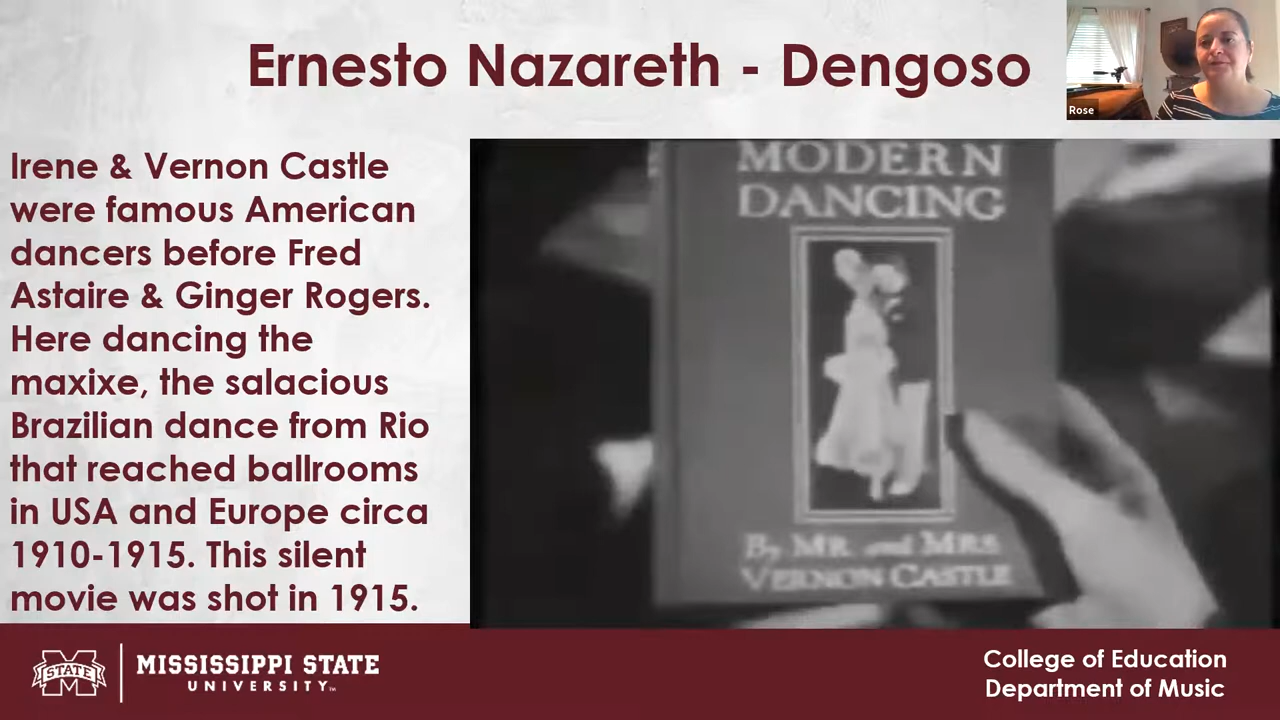 Ernesto Nazareth - Dengoso
Rose
Irene & Vernon Castle
were famous American
dancers before Fred
Astaire & Ginger Rogers.
Here dancing the
maxixe, the salacious
Brazilian dance from Rio
that reached ballrooms
in USA and Europe circa
1910-1915. This silent
movie was shot in 1915.
MODERN
DANCING
By MR. and MRS.
VERNON CASTLE
STATE
MISSISSIPPI STATE
UNIVERSITY™
College of Education
Department of Music